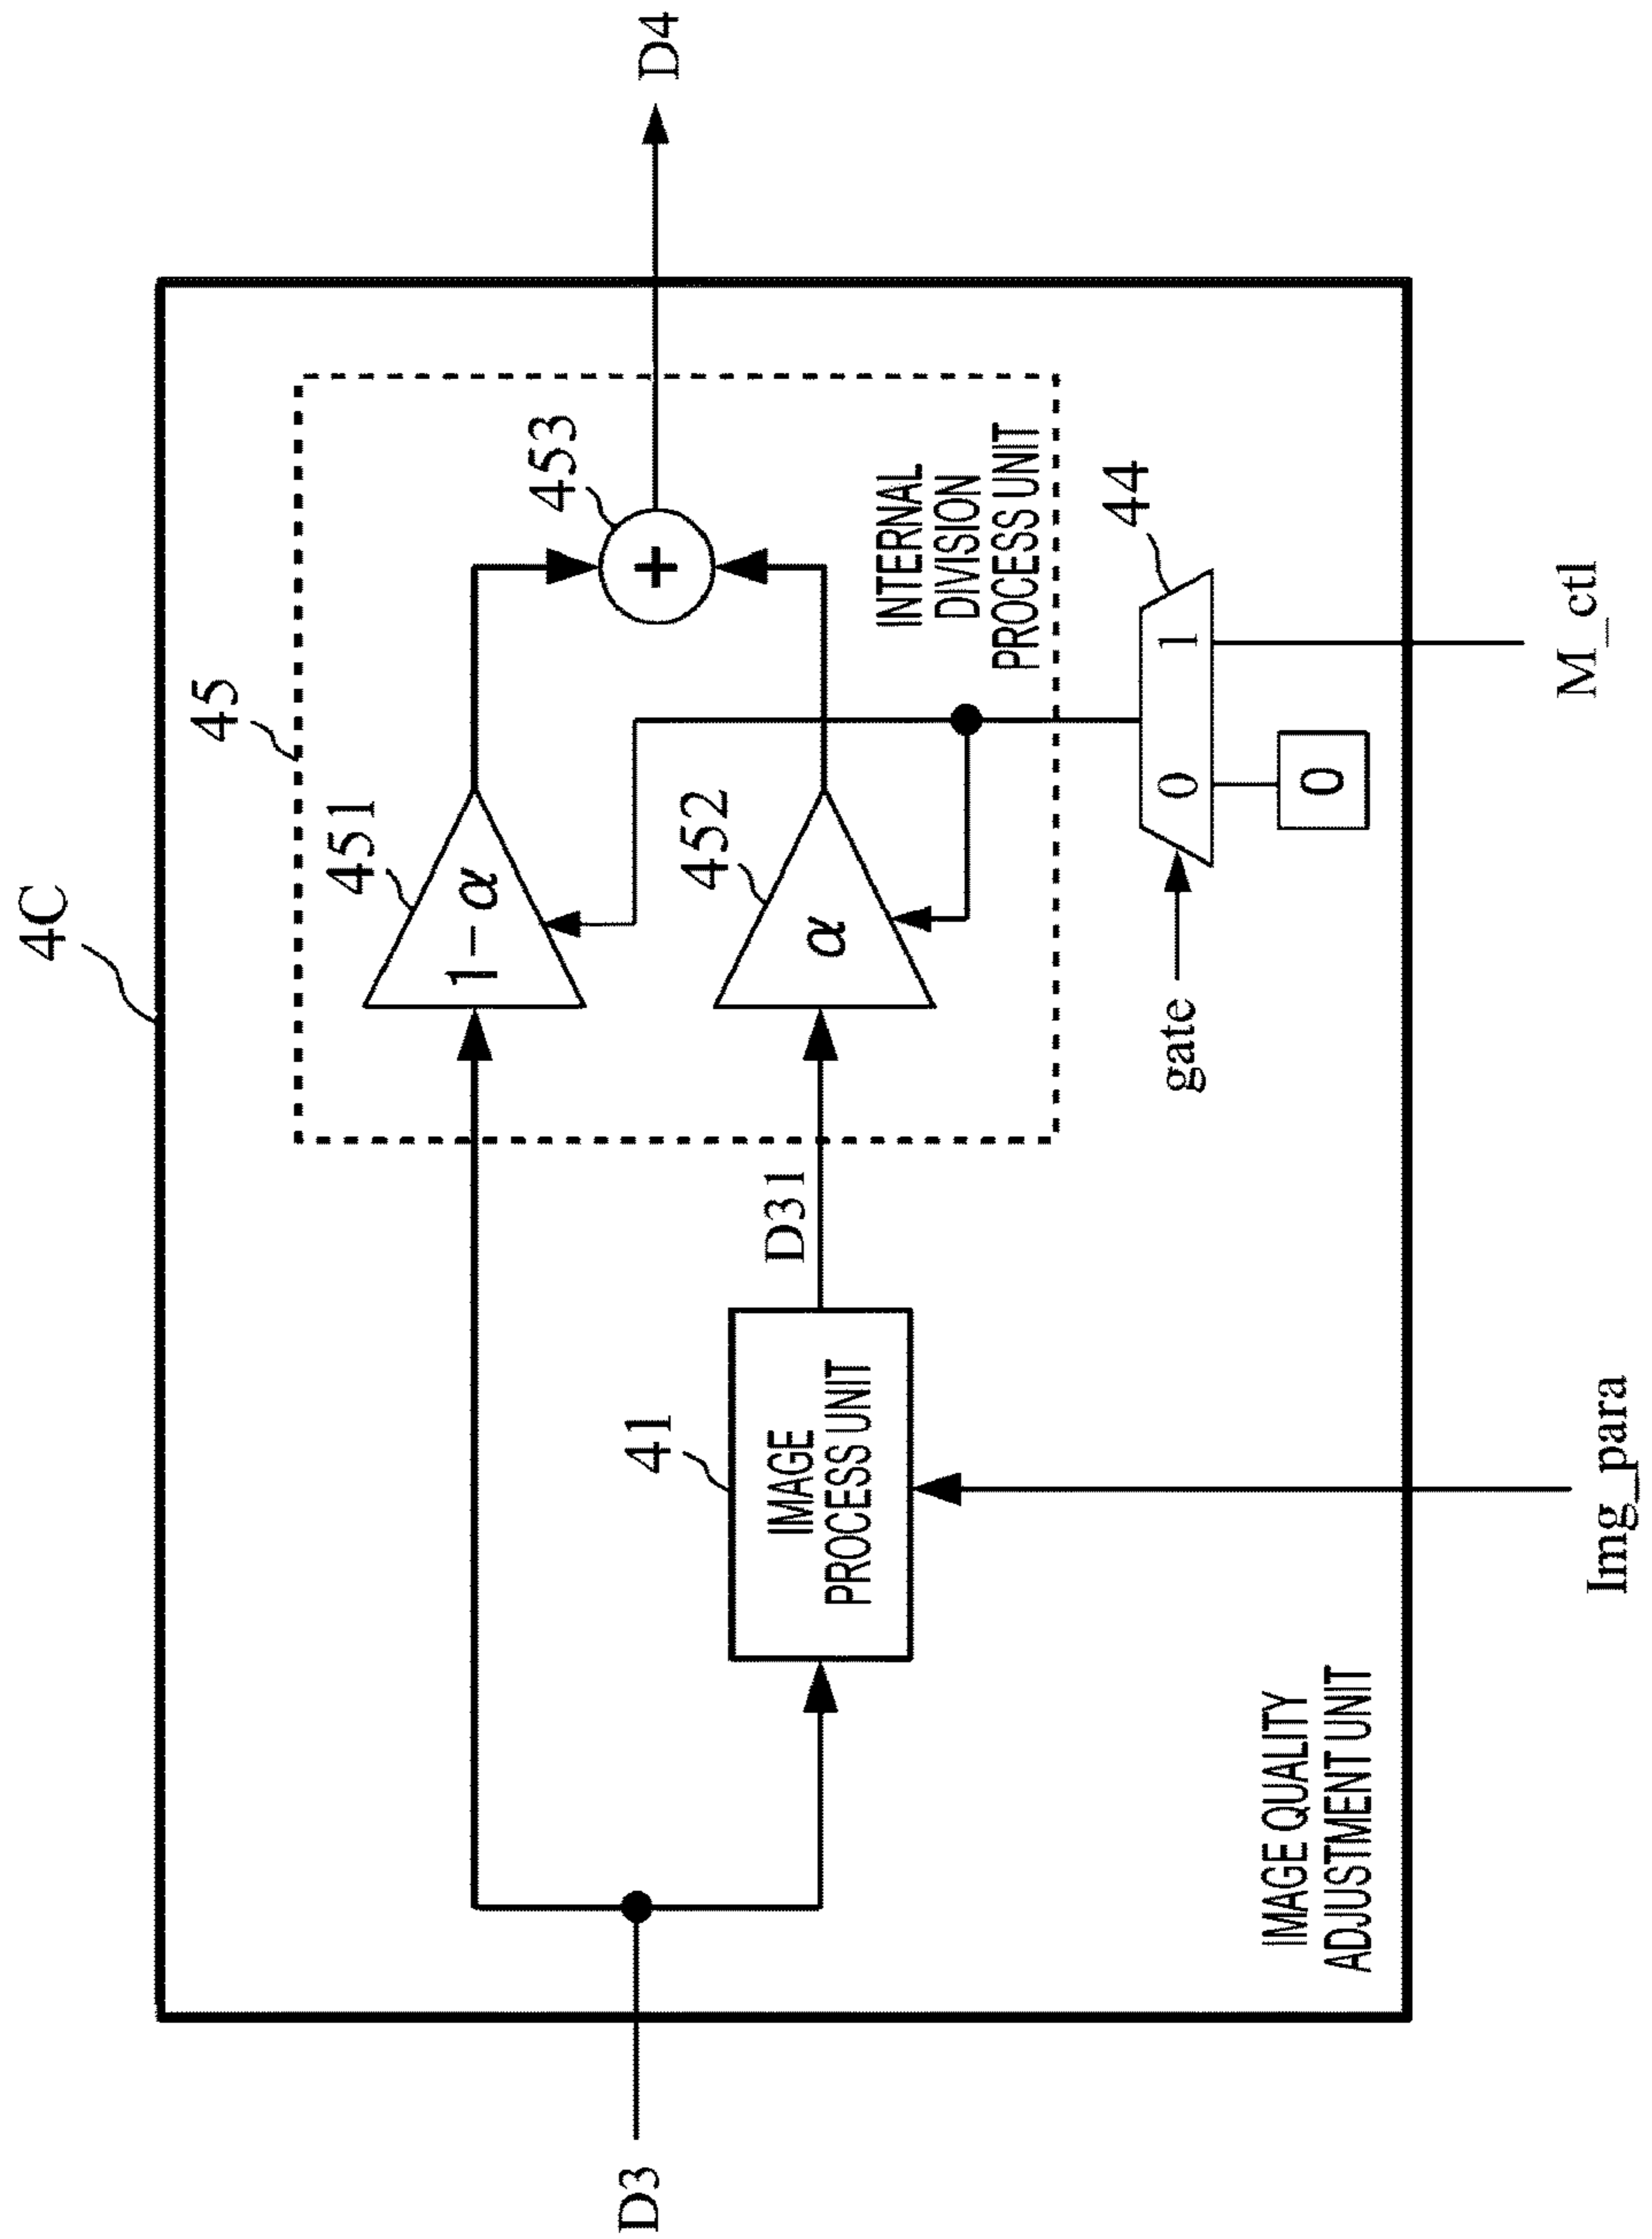 4C
45
451
1-α
453
+
D4
452
α
D3
41
IMAGE
PROCESS UNIT
D31
INTERNAL
DIVISION
PROCESS UNIT
gate
0 1
44
0
IMAGE QUALITY
ADJUSTMENT UNIT
Img_para
M_ctl